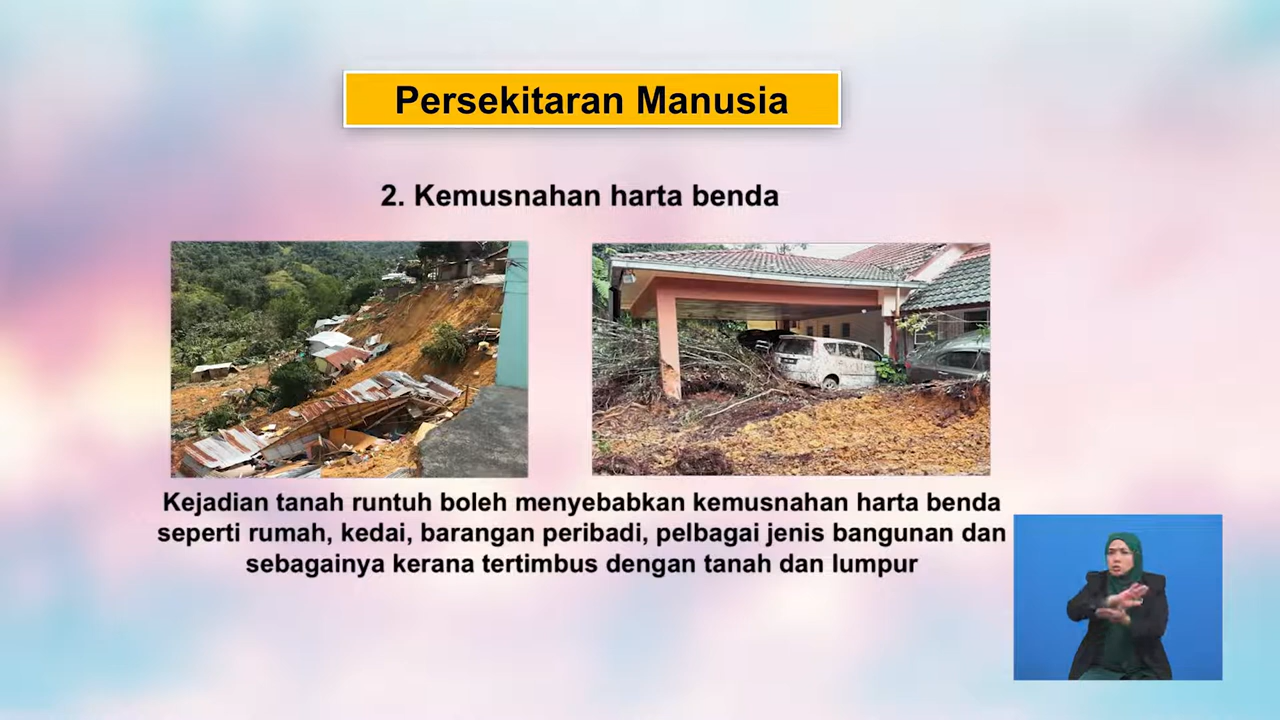 Persekitaran Manusia
2. Kemusnahan harta benda
Kejadian tanah runtuh boleh menyebabkan kemusnahan harta benda
seperti rumah, kedai, barangan peribadi, pelbagai jenis bangunan dan
sebagainya kerana tertimbus dengan tanah dan lumpur